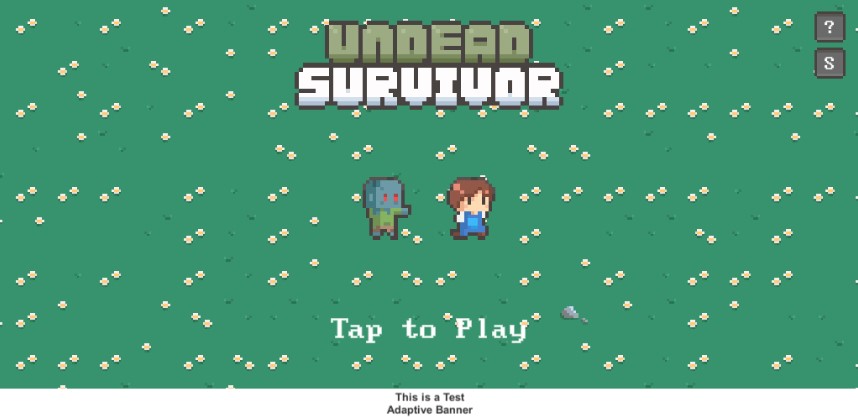 UNDEAD
SURVIVOR
?
S
Tap to Play
This is a Test
Adaptive Banner